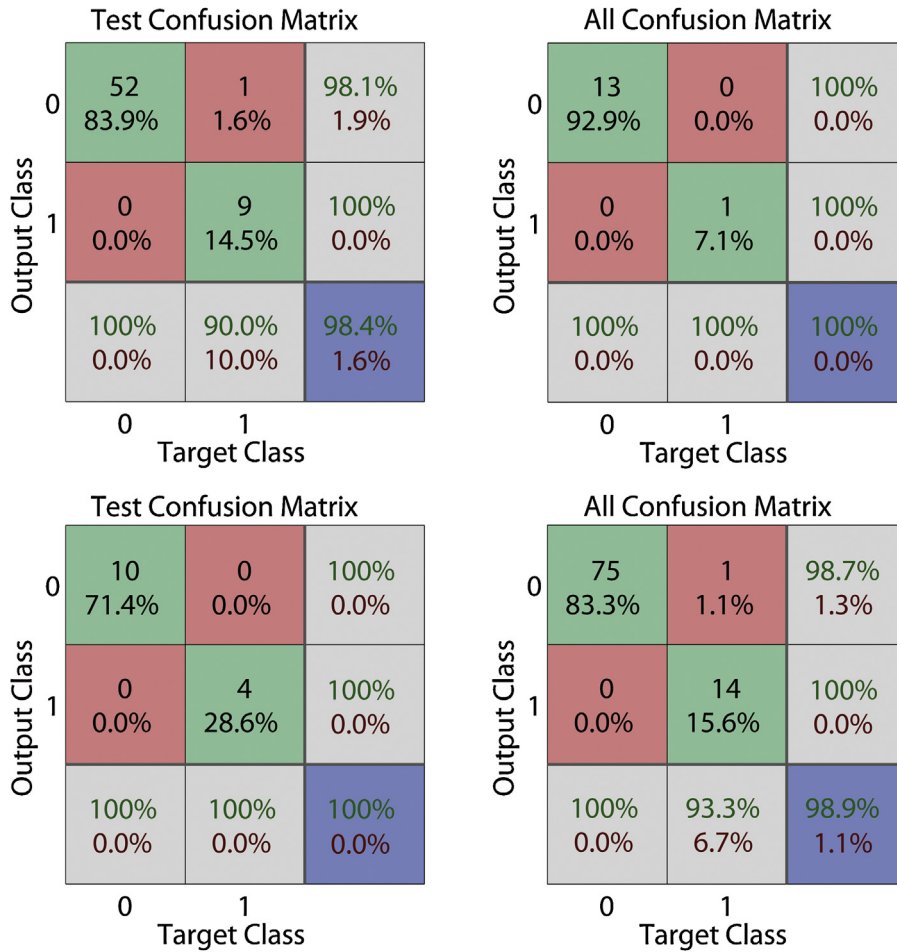 Test Confusion Matrix
52 1 98.1%
0
83.9% 1.6% 1.9%
0 9 100%
1
0.0% 14.5% 0.0%
100% 90.0% 98.4%
0.0% 10.0% 1.6%
0 1
Target Class
Output Class
All Confusion Matrix
13 0 100%
0
92.9% 0.0% 0.0%
0 1 100%
1
0.0% 7.1% 0.0%
100% 100% 100%
0.0% 0.0% 0.0%
0 1
Target Class
Output Class
Test Confusion Matrix
10 0 100%
0
71.4% 0.0% 0.0%
0 4 100%
1
0.0% 28.6% 0.0%
100% 100% 100%
0.0% 0.0% 0.0%
0 1
Target Class
Output Class
All Confusion Matrix
75 1 98.7%
0
83.3% 1.1% 1.3%
0 14 100%
1
0.0% 15.6% 0.0%
100% 93.3% 98.9%
0.0% 6.7% 1.1%
0 1
Target Class
Output Class